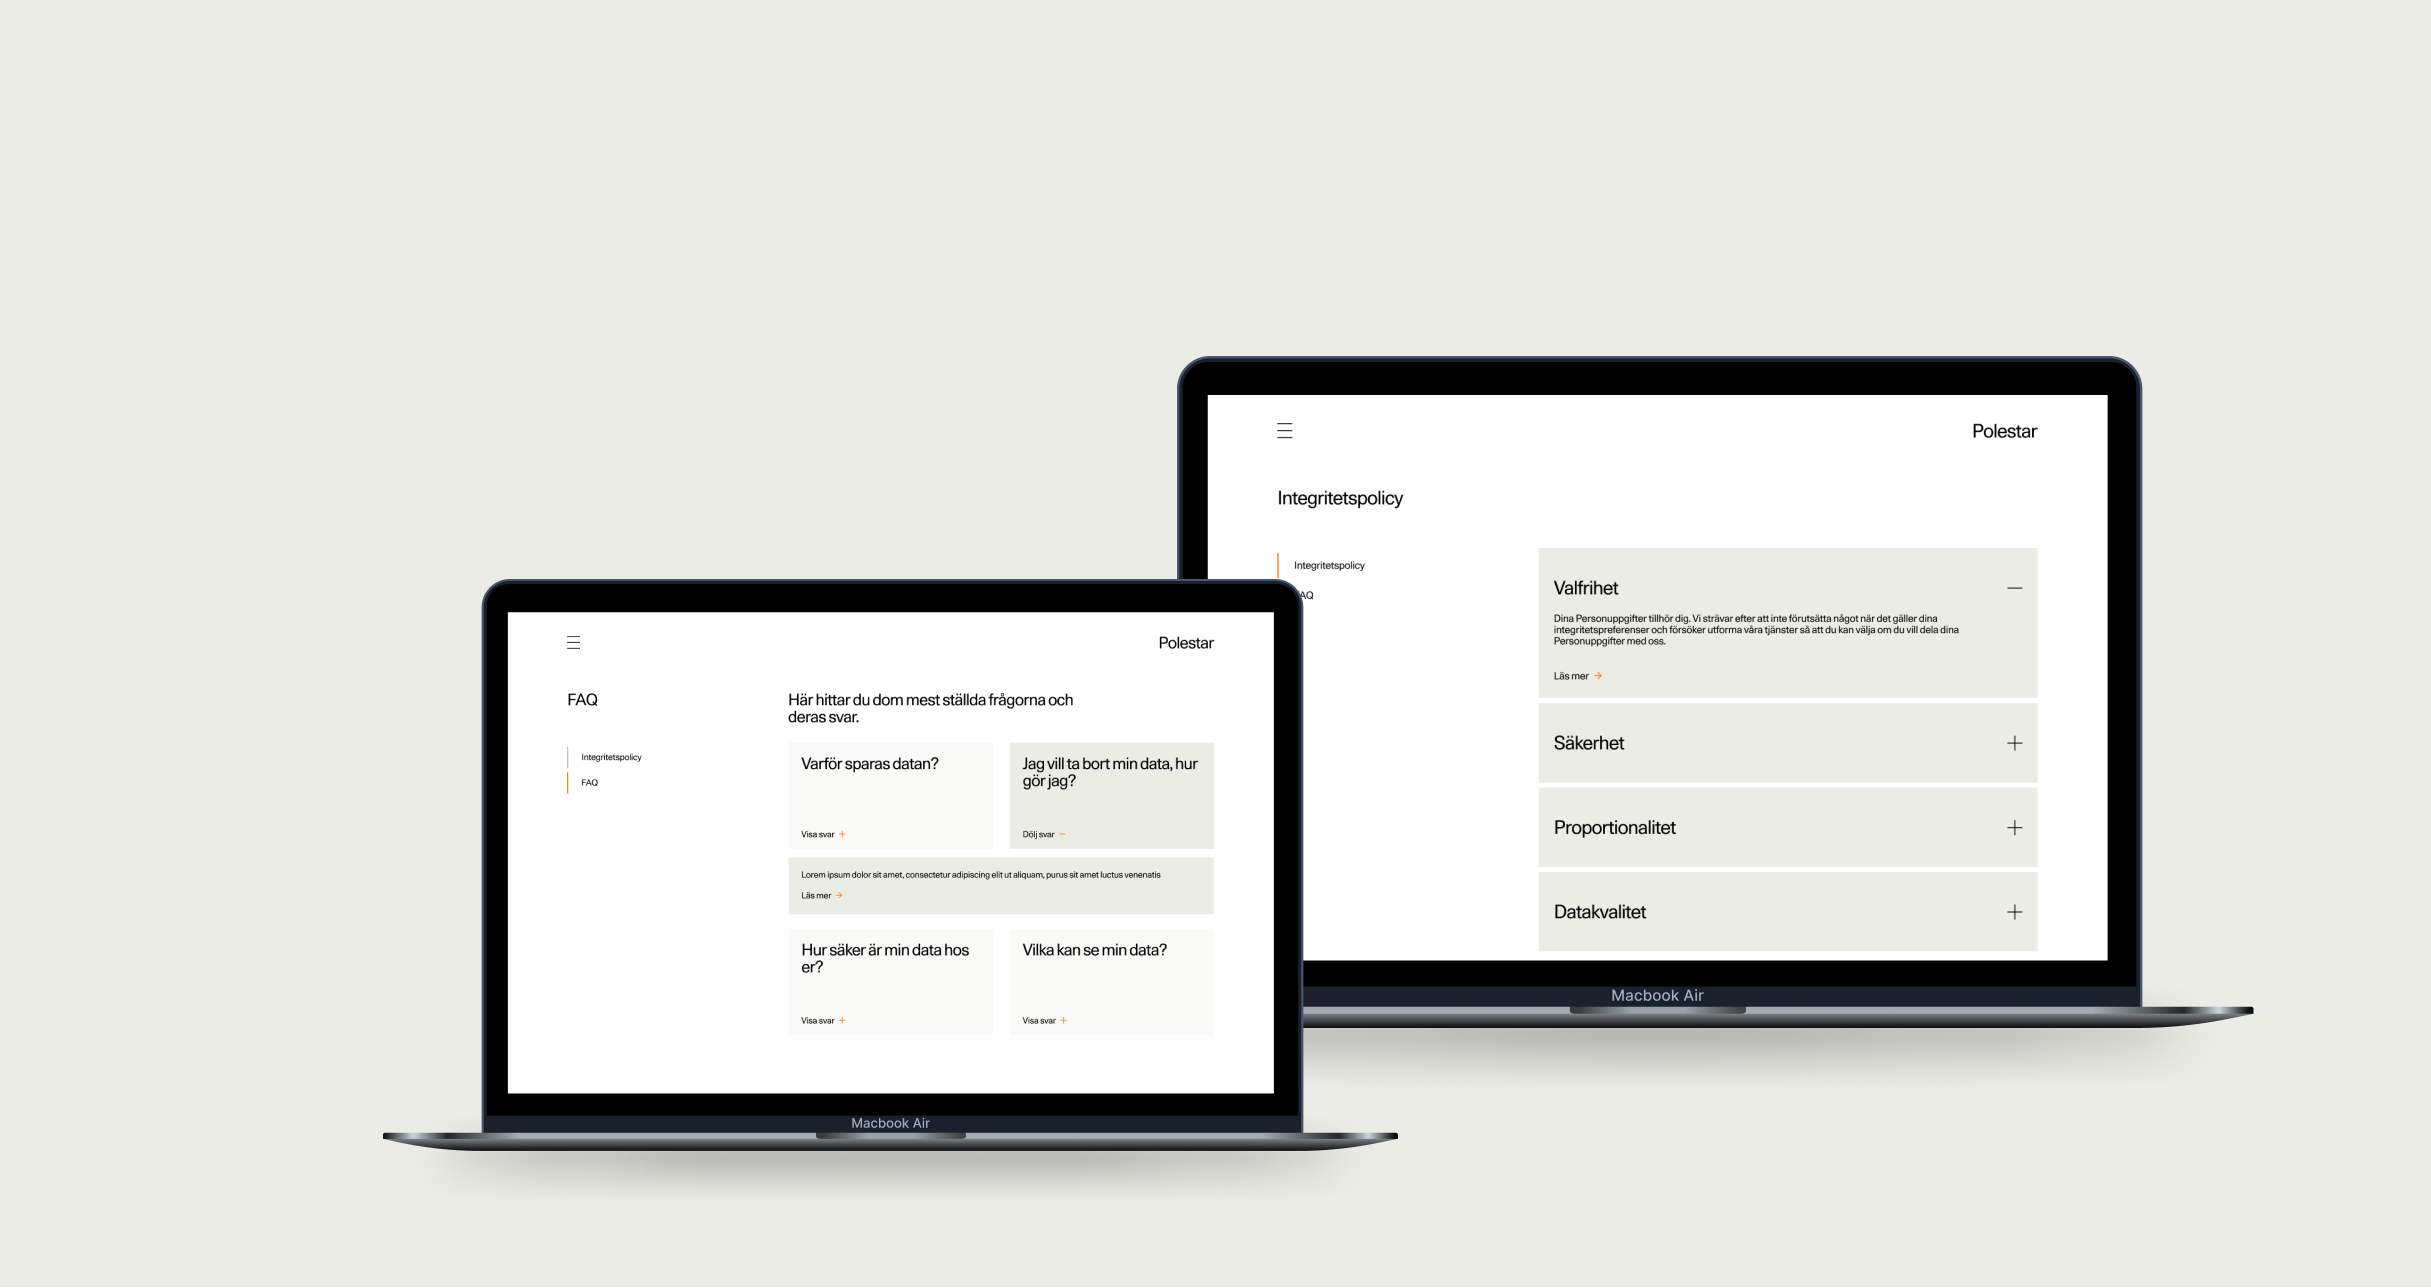 Polestar
Integritetspolicy
Integritetspolicy
AQ
Valfrihet
Dina Personuppgifter tillhör dig. Vi strävar efter att inte förutsätta något när det gäller dina
integritetspreferenser och försöker utforma våra tjänster så att du kan välja om du vill dela dina
Personuppgifter med oss.
Läs mer
Säkerhet
Proportionalitet
Datakvalitet
Macbook Air
Polestar
FAQ
Integritetspolicy
FAQ
Här hittar du dom mest ställda frågorna och
deras svar.
Varför sparas datan?
Visa svar
Jag vill ta bort min data, hur
gör jag?
Dölj svar
Lorem ipsum dolor sit amet, consectetur adipiscing elit ut aliquam, purus sit amet luctus venenatis
Läs mer
Hur säker är min data hos
er?
Visa svar
Vilka kan se min data?
Visa svar
Macbook Air